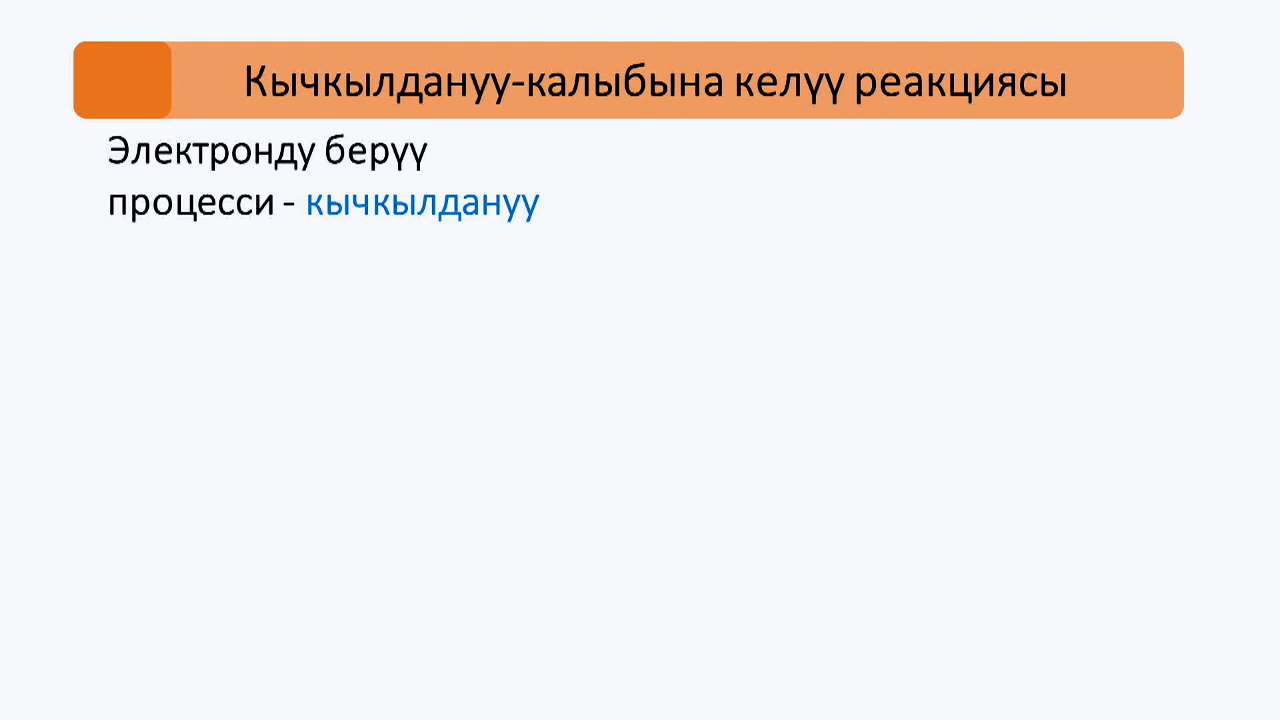 Кычкылдануу-калыбына келүү реакциясы
Электронду берүү
процесси - кычкылдануу